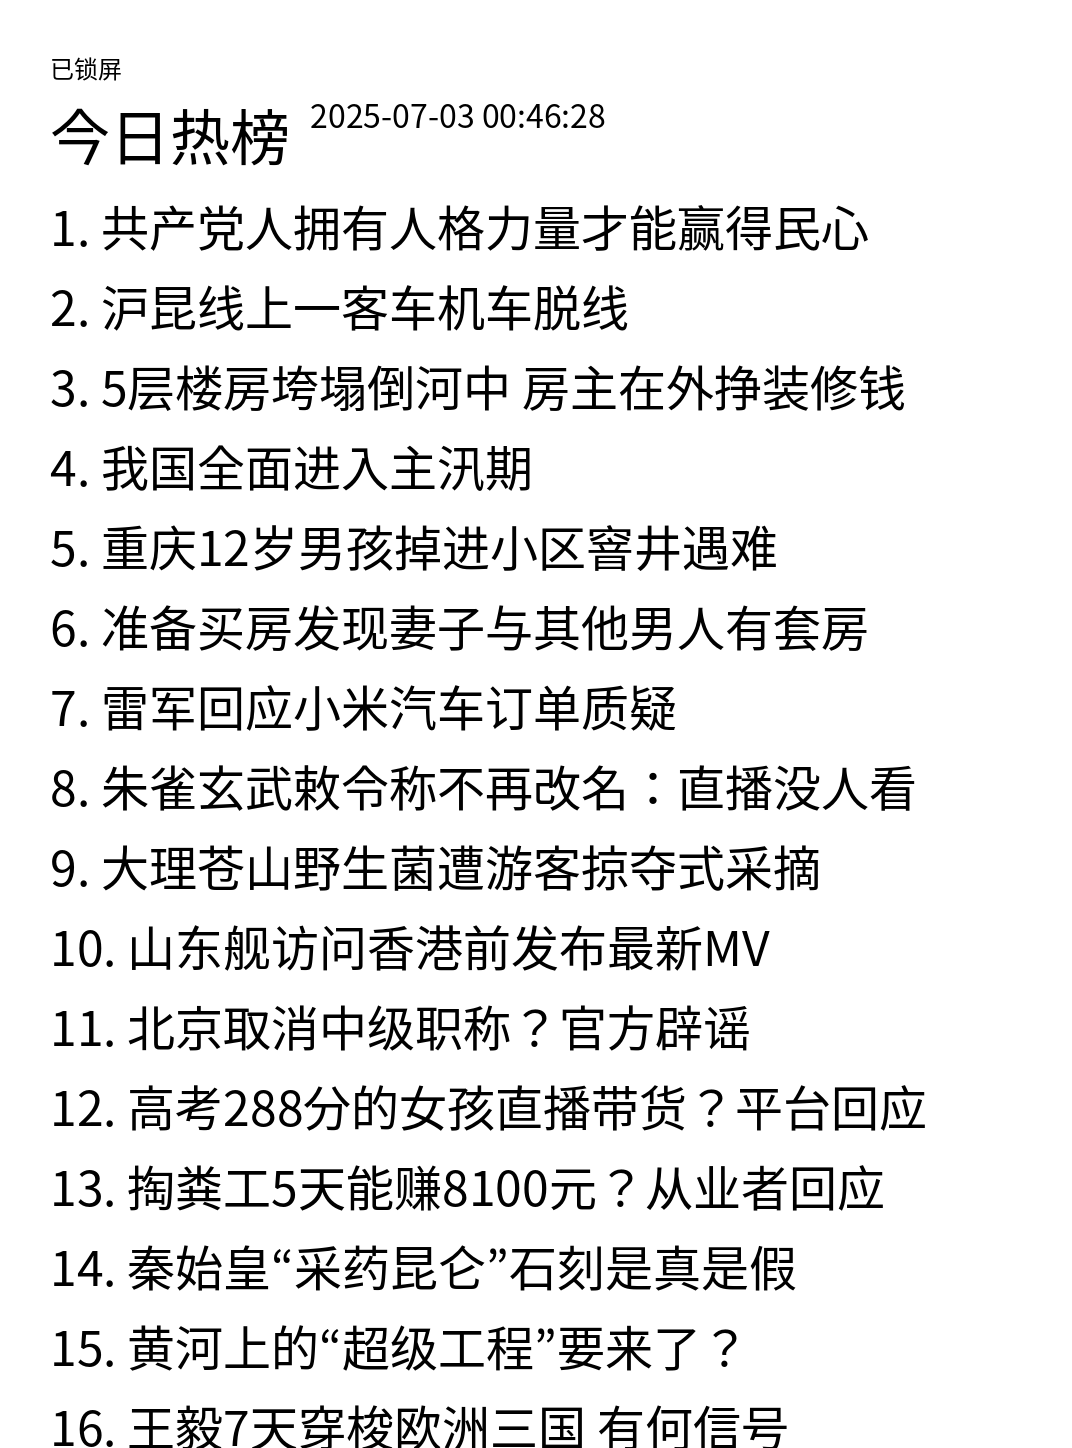 已锁屏
今日热榜 2025-07-03 00:46:28
1. 共产党人拥有人格力量才能赢得民心
2. 沪昆线上一客车机车脱线
3. 5层楼房垮塌倒河中 房主在外挣装修钱
4. 我国全面进入主汛期
5. 重庆12岁男孩掉进小区窨井遇难
6. 准备买房发现妻子与其他男人有套房
7. 雷军回应小米汽车订单质疑
8. 朱雀玄武敕令称不再改名：直播没人看
9. 大理苍山野生菌遭游客掠夺式采摘
10. 山东舰访问香港前发布最新MV
11. 北京取消中级职称？官方辟谣
12. 高考288分的女孩直播带货？平台回应
13. 掏粪工5天能赚8100元？从业者回应
14. 秦始皇“采药昆仑”石刻是真是假
15. 黄河上的“超级工程”要来了？
16. 王毅7天穿梭欧洲三国 有何信号